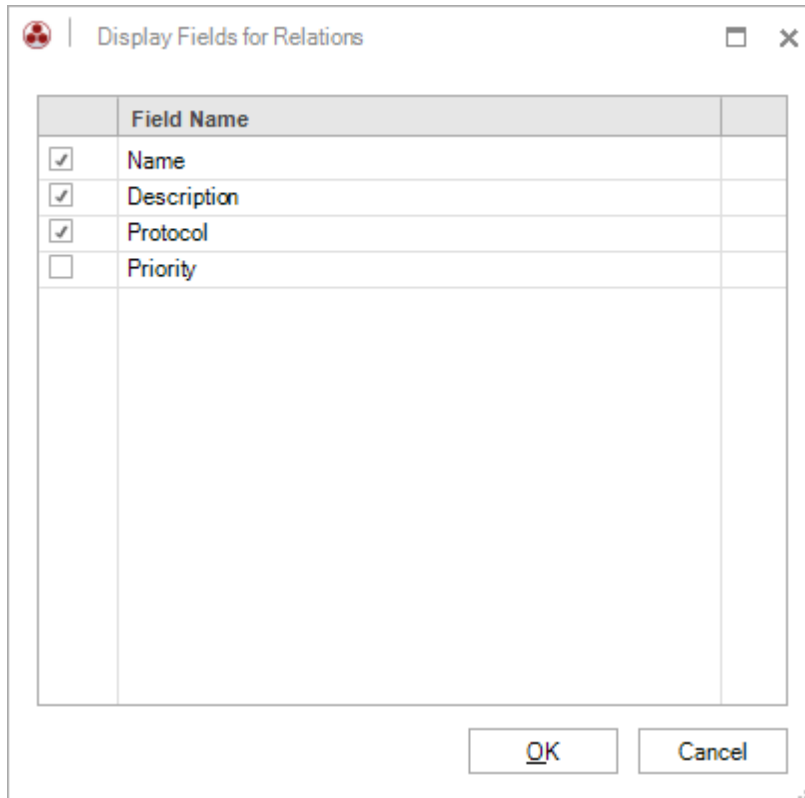 Display Fields for Relations
Field Name
Name
Description
Protocol
Priority
OK Cancel